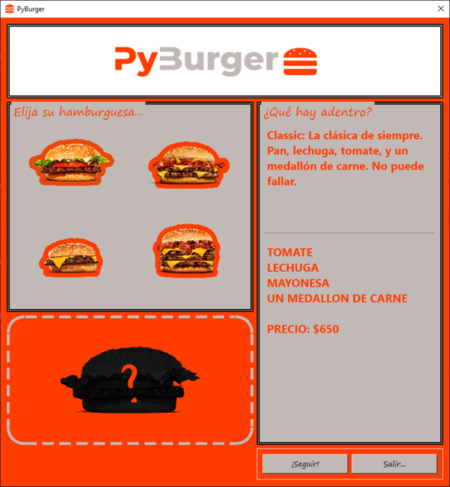 PyBurger
PyBurger
Elija su hamburguesa...
¿Qué hay adentro?
Classic: La clásica de siempre.
Pan, lechuga, tomate, y un
medallón de carne. No puede
fallar.
TOMATE
LECHUGA
MAYONESA
UN MEDALLON DE CARNE
PRECIO: $650
?
¡Seguir!
Salir...